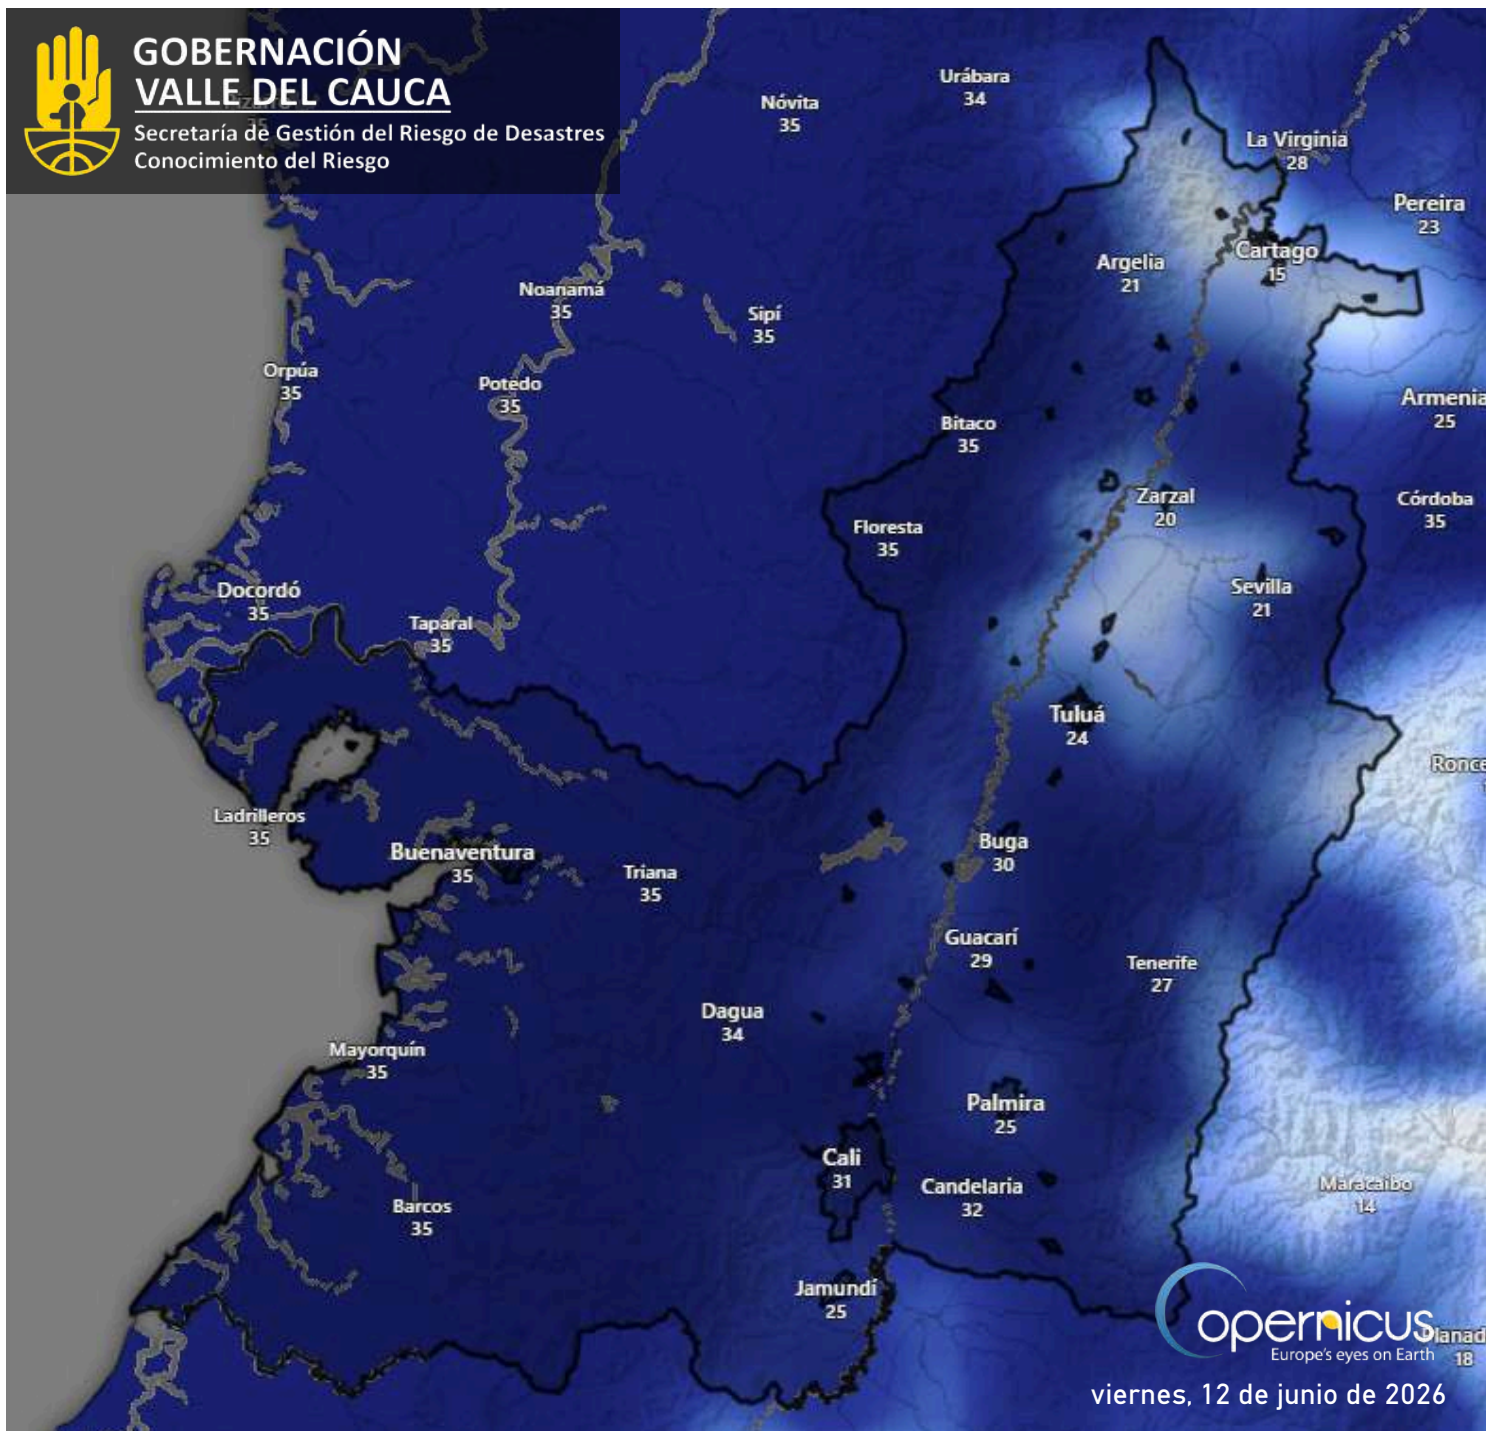 GOBERNACIÓN
VALLE DEL CAUCA
Secretaría de Gestión del Riesgo de Desastres
Conocimiento del Riesgo
35
Urábara
34
Nóvita
35
La Virginia
28
Pereira
23
Cartago
15
Argelia
21
Noanamá
35
Sipí
35
Orpúa
35
Potedo
35
Armenia
25
Bitaco
35
Zarzal
20
Córdoba
35
Floresta
35
Sevilla
21
Docordó
35
Taparal
35
Tuluá
24
Ronce
Ladrilleros
35
Buenaventura
35
Buga
30
Triana
35
Guacarí
29
Tenerife
27
Dagua
34
Mayorquín
35
Palmira
25
Cali
31
Candelaria
32
Maracaibo
14
Barcos
35
Jamundí
25
opernicus
Europe's eyes on Earth
Planad
18
viernes, 12 de junio de 2026